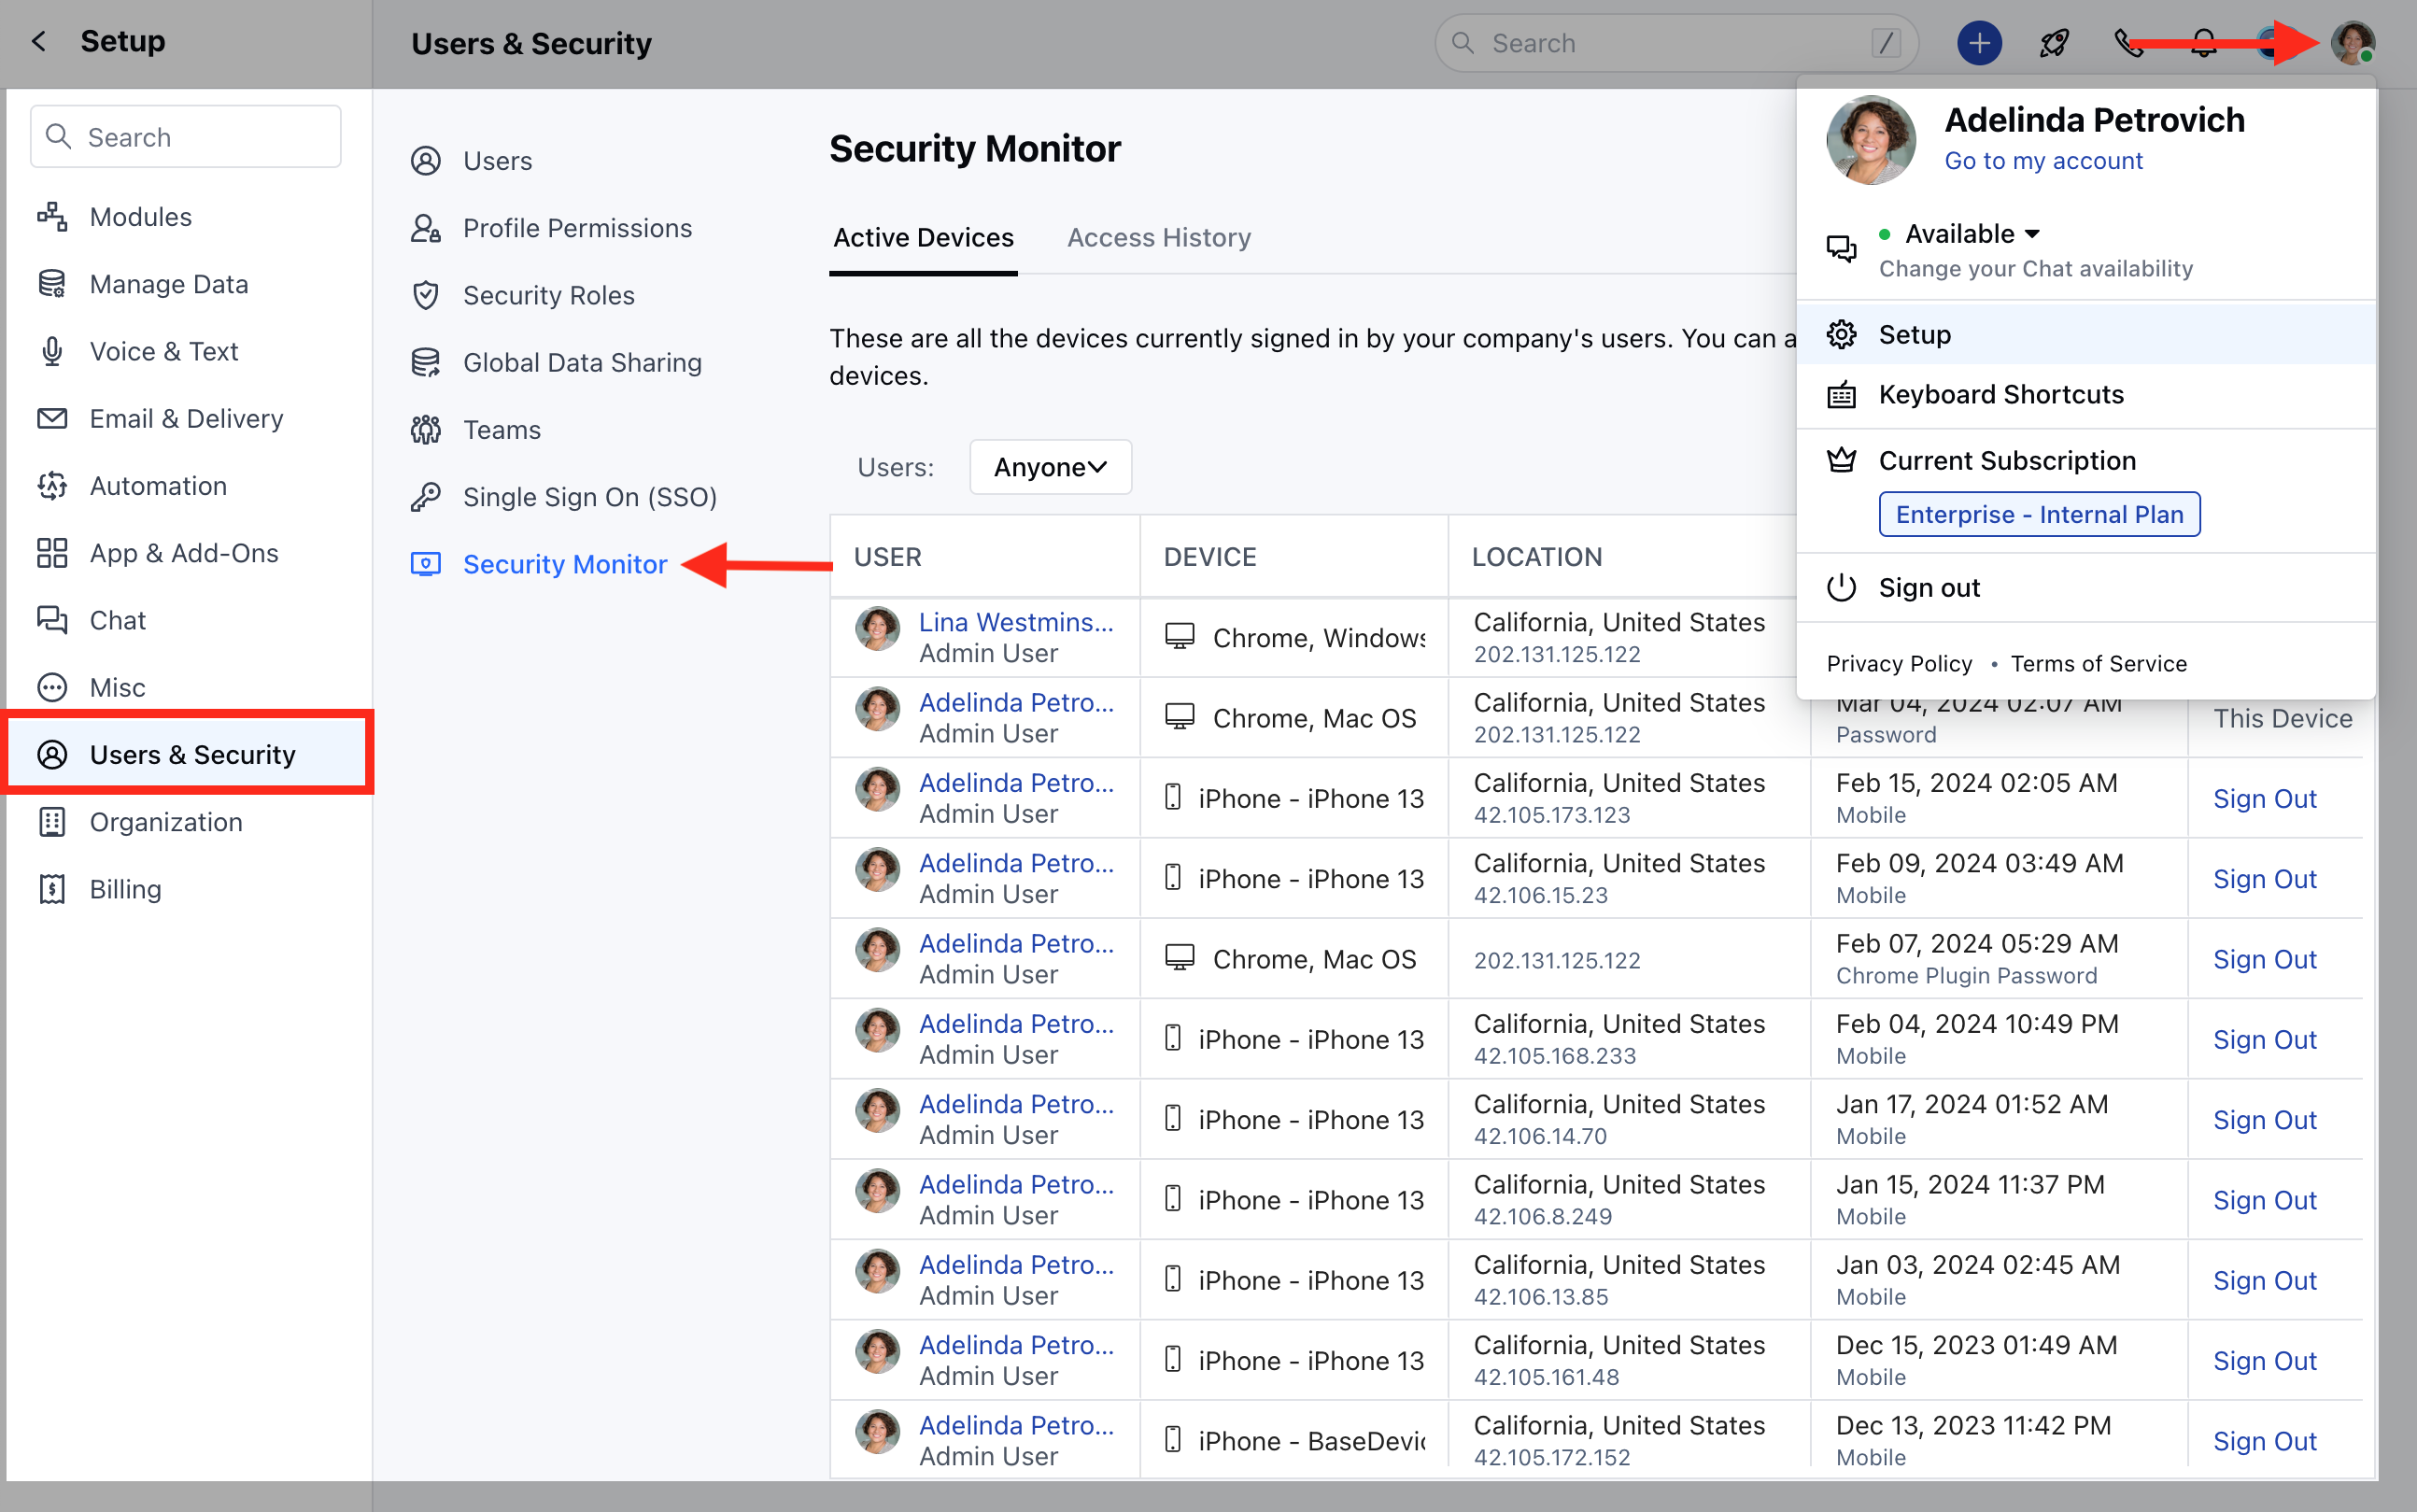 Setup
Users & Security
Search
/
Search
Modules
Manage Data
Voice & Text
Email & Delivery
Automation
App & Add-Ons
Chat
Misc
Users & Security
Organization
Billing
Users
Profile Permissions
Security Roles
Global Data Sharing
Teams
Single Sign On (SSO)
Security Monitor
Security Monitor
Active Devices
Access History
These are all the devices currently signed in by your company's users. You can a
devices.
Users:
Anyone
USER
DEVICE
LOCATION
Lina Westmins...
Admin User
Chrome, Windows
California, United States
202.131.125.122
Adelinda Petro...
Admin User
Chrome, Mac OS
California, United States
202.131.125.122
Mar 04, 2024 02:07 AM
Password
This Device
Adelinda Petro...
Admin User
iPhone - iPhone 13
California, United States
42.105.173.123
Feb 15, 2024 02:05 AM
Mobile
Sign Out
Adelinda Petro...
Admin User
iPhone - iPhone 13
California, United States
42.106.15.23
Feb 09, 2024 03:49 AM
Mobile
Sign Out
Adelinda Petro...
Admin User
Chrome, Mac OS
202.131.125.122
Feb 07, 2024 05:29 AM
Chrome Plugin Password
Sign Out
Adelinda Petro...
Admin User
iPhone - iPhone 13
California, United States
42.105.168.233
Feb 04, 2024 10:49 PM
Mobile
Sign Out
Adelinda Petro...
Admin User
iPhone - iPhone 13
California, United States
42.106.14.70
Jan 17, 2024 01:52 AM
Mobile
Sign Out
Adelinda Petro...
Admin User
iPhone - iPhone 13
California, United States
42.106.8.249
Jan 15, 2024 11:37 PM
Mobile
Sign Out
Adelinda Petro...
Admin User
iPhone - iPhone 13
California, United States
42.106.13.85
Jan 03, 2024 02:45 AM
Mobile
Sign Out
Adelinda Petro...
Admin User
iPhone - iPhone 13
California, United States
42.105.161.48
Dec 15, 2023 01:49 AM
Mobile
Sign Out
Adelinda Petro...
Admin User
iPhone - BaseDevic
California, United States
42.105.172.152
Dec 13, 2023 11:42 PM
Mobile
Sign Out
Adelinda Petrovich
Go to my account
Available
Change your Chat availability
Setup
Keyboard Shortcuts
Current Subscription
Enterprise - Internal Plan
Sign out
Privacy Policy • Terms of Service